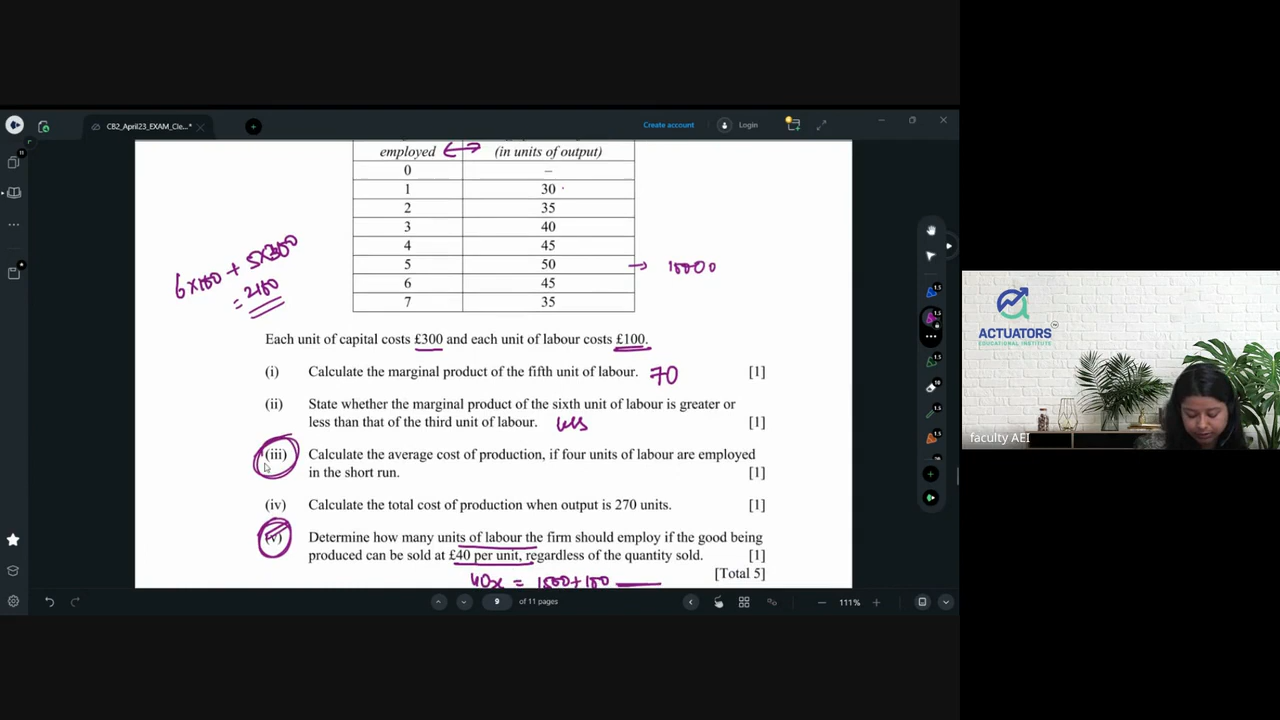 CB2_April23_EXAM_Cle...*
Create account
Login
employed
(in units of output)
0 –
1 30
2 35
3 40
4 45
5 50 → 10000
6 45
7 35
6×100 + 5×300
= 2100
Each unit of capital costs £300 and each unit of labour costs £100.
(i) Calculate the marginal product of the fifth unit of labour. 70 [1]
(ii) State whether the marginal product of the sixth unit of labour is greater or
less than that of the third unit of labour. less [1]
(iii) Calculate the average cost of production, if four units of labour are employed
in the short run. [1]
(iv) Calculate the total cost of production when output is 270 units. [1]
(v) Determine how many units of labour the firm should employ if the good being
produced can be sold at £40 per unit, regardless of the quantity sold. [1]
[Total 5]
40x = 1500+100
9 of 11 pages
111%
ACTUATORS
EDUCATIONAL INSTITUTE
faculty AEI